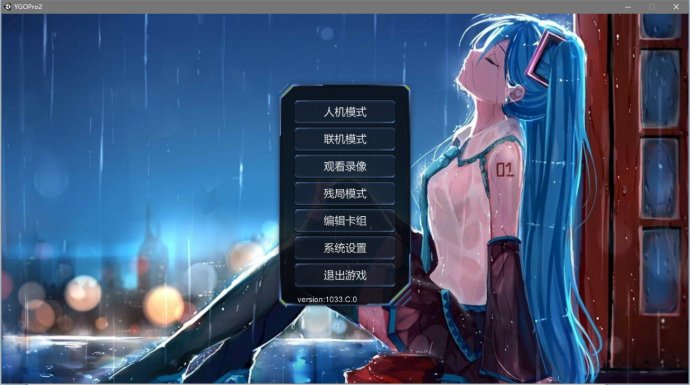 YGOPro2
人机模式
联机模式
观看录像
残局模式
编辑卡组
系统设置
退出游戏
version:1033.C.0
01